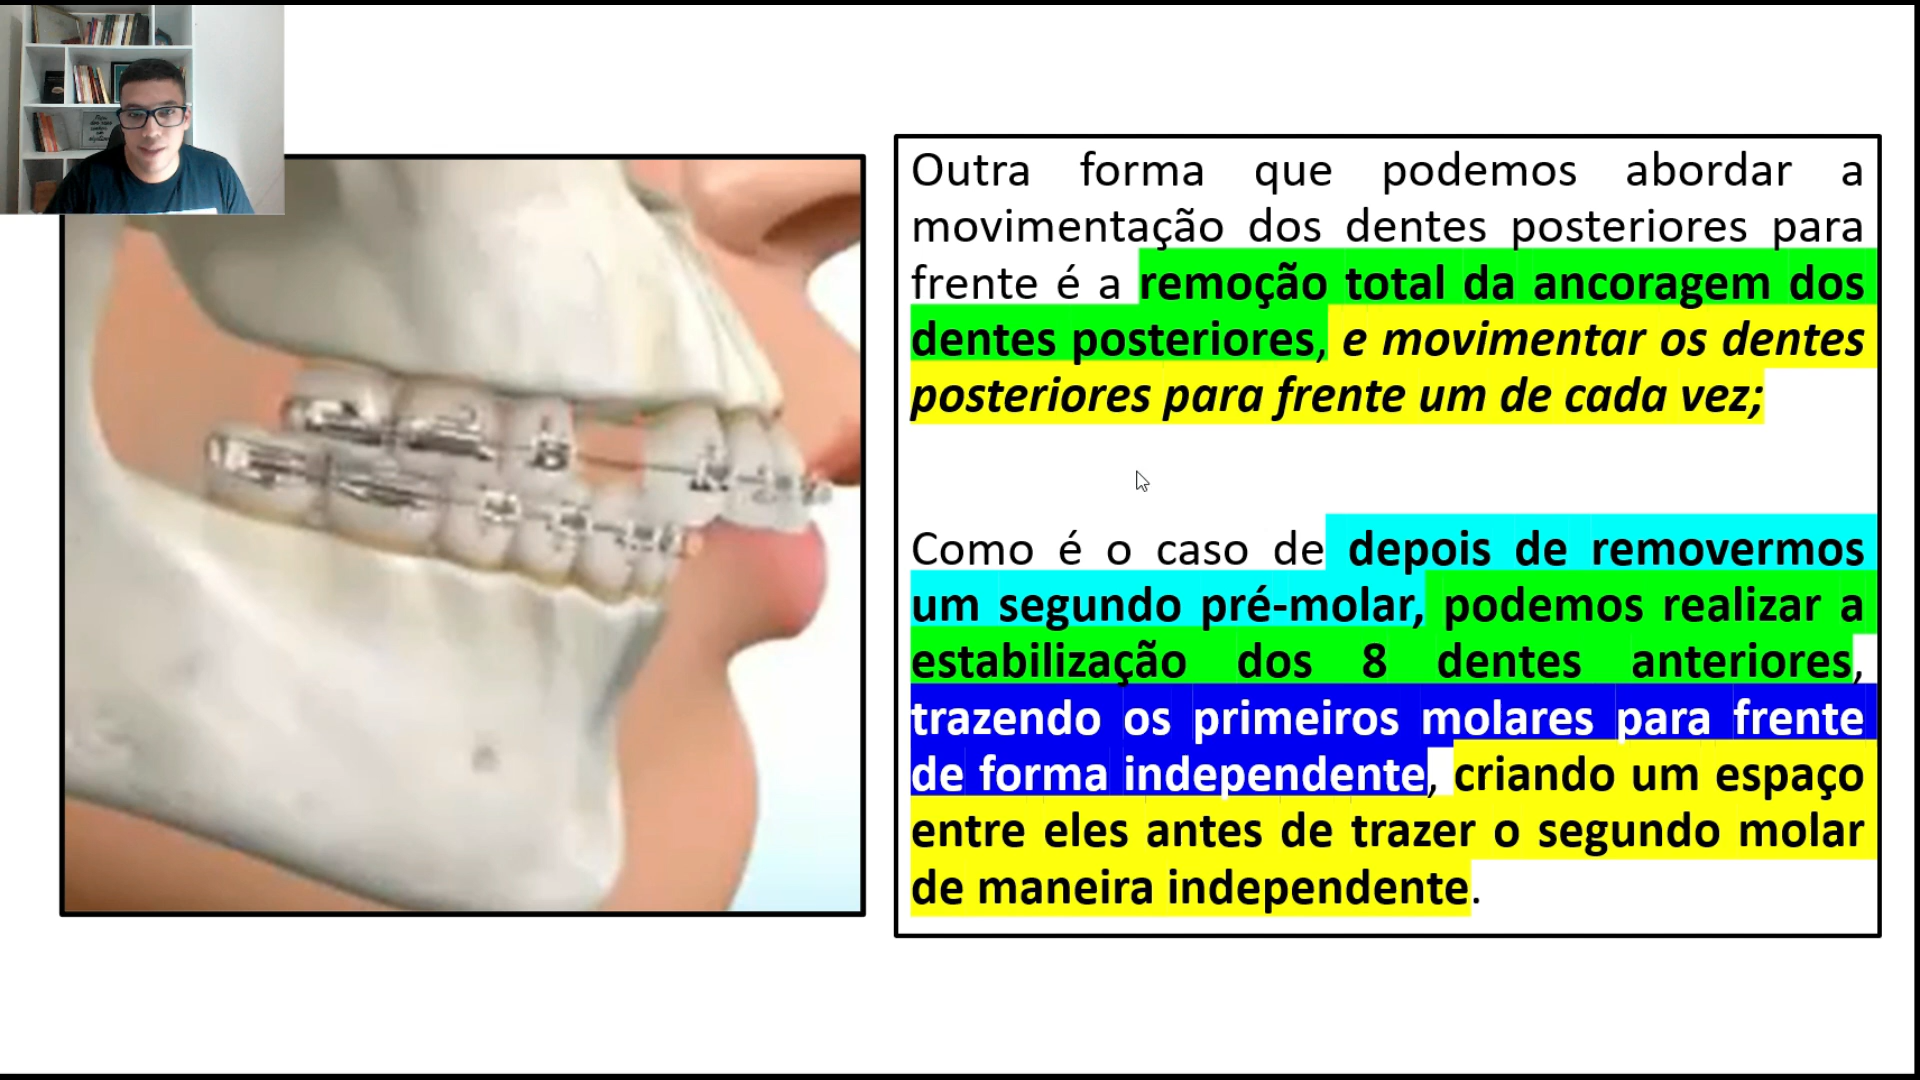 Outra forma que podemos abordar a
movimentação dos dentes posteriores para
frente é a remoção total da ancoragem dos
dentes posteriores, e movimentar os dentes
posteriores para frente um de cada vez;
Como é o caso de depois de removermos
um segundo pré-molar, podemos realizar a
estabilização dos 8 dentes anteriores,
trazendo os primeiros molares para frente
de forma independente, criando um espaço
entre eles antes de trazer o segundo molar
de maneira independente.